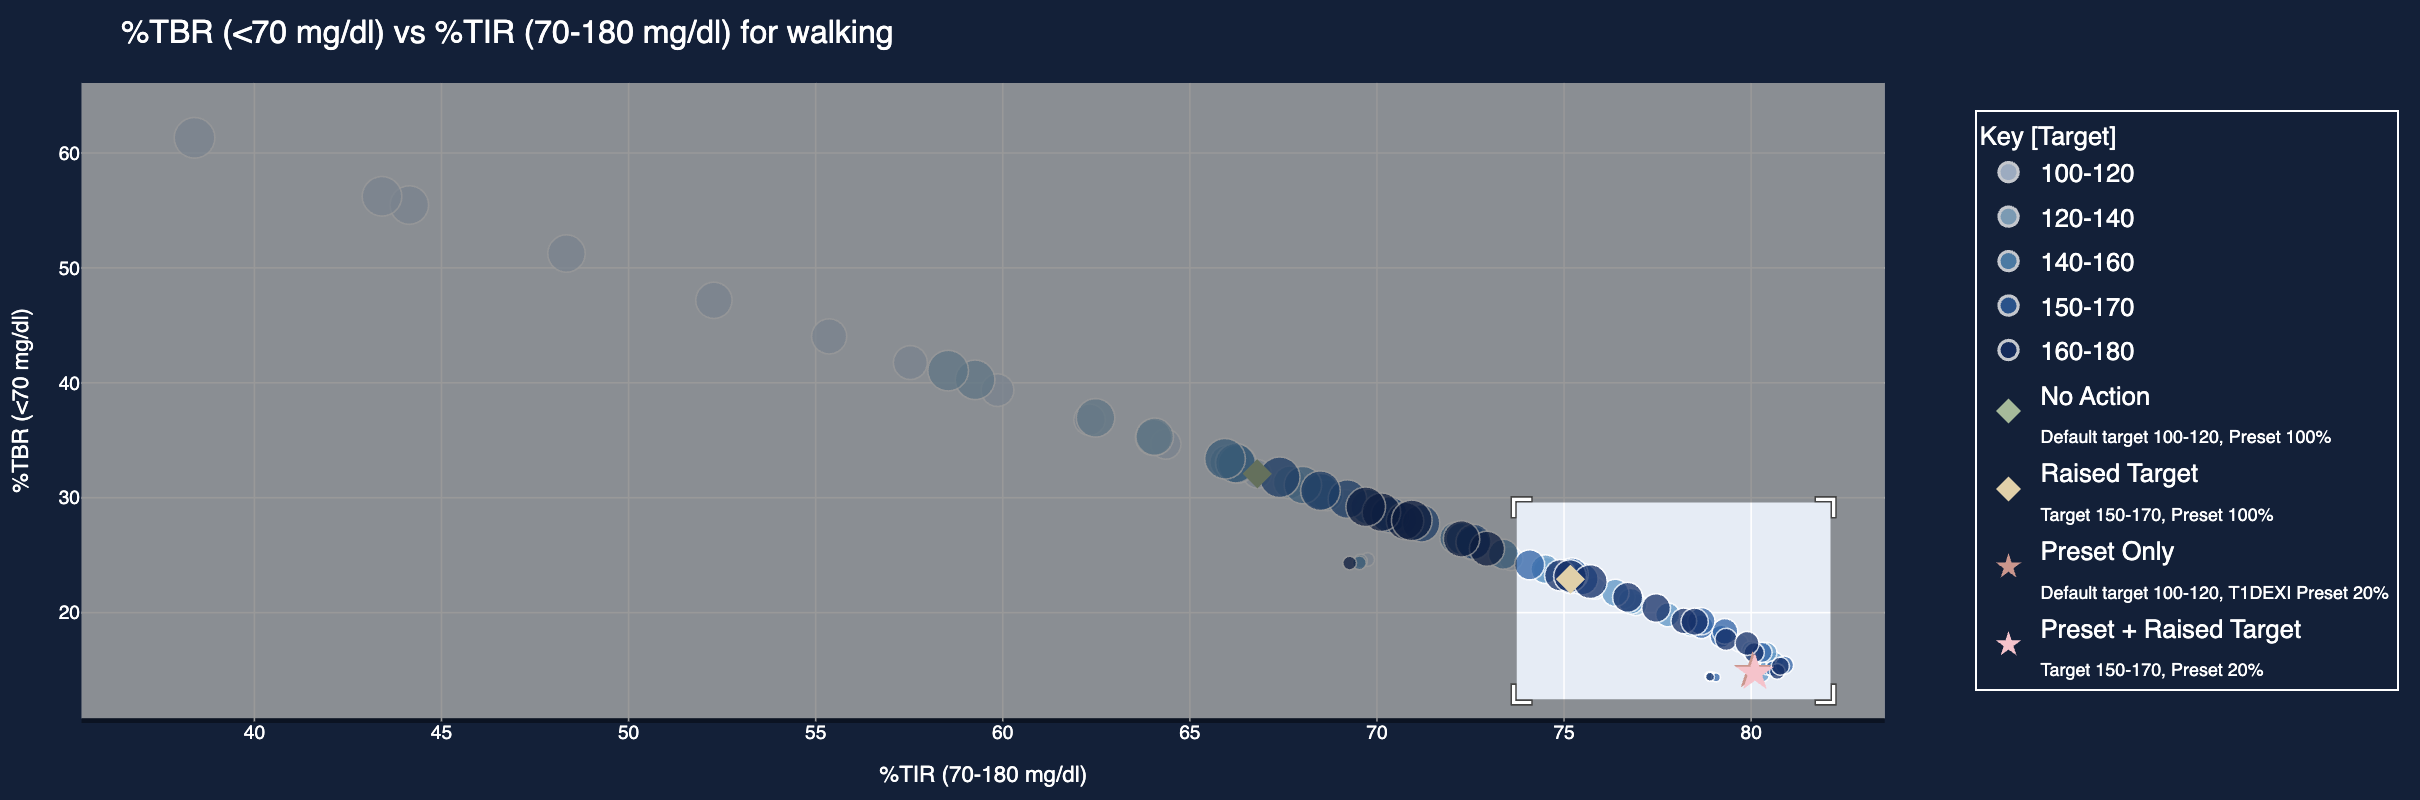 %TBR (<70 mg/dl) vs %TIR (70-180 mg/dl) for walking
%TBR (<70 mg/dl)
60
50
40
30
20
40
45
50
55
60
65
70
75
80
%TIR (70-180 mg/dl)
Key [Target]
100-120
120-140
140-160
150-170
160-180
No Action
Default target 100-120, Preset 100%
Raised Target
Target 150-170, Preset 100%
Preset Only
Default target 100-120, T1DEXI Preset 20%
Preset + Raised Target
Target 150-170, Preset 20%